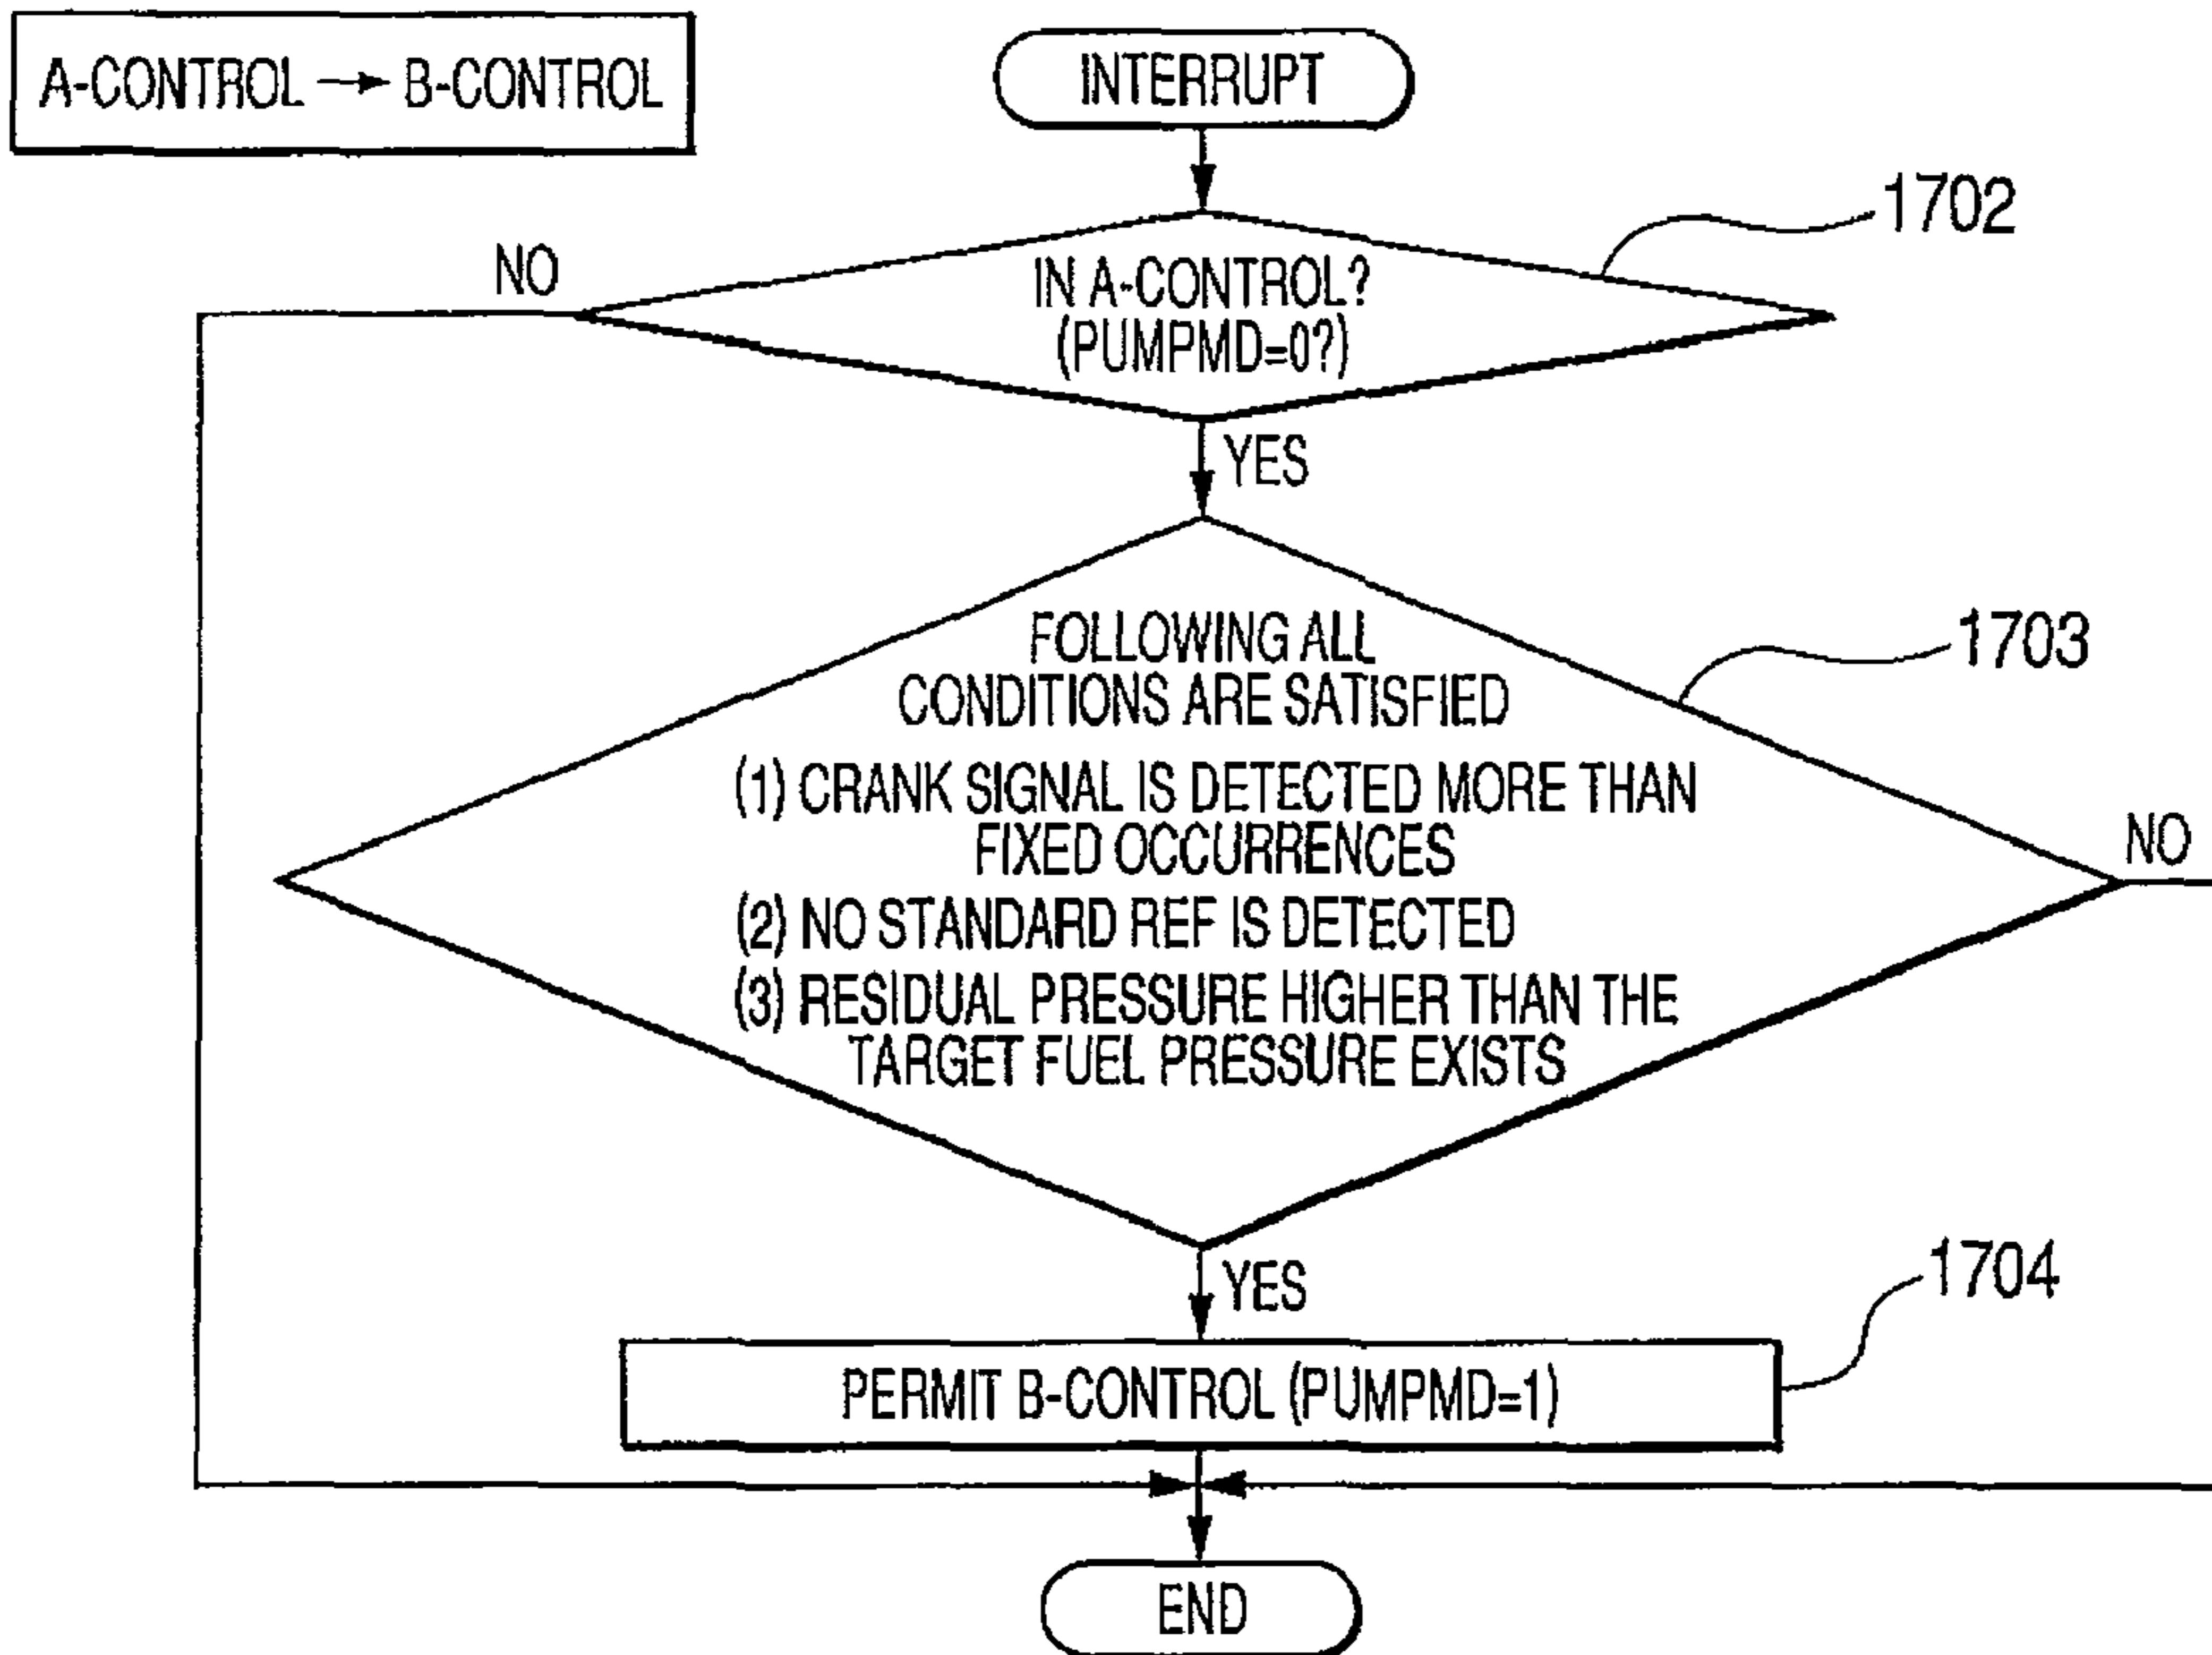 A-CONTROL → B-CONTROL
INTERRUPT
1702
NO
IN A-CONTROL?
(PUMPMD=0?)
YES
1703
FOLLOWING ALL
CONDITIONS ARE SATISFIED
(1) CRANK SIGNAL IS DETECTED MORE THAN
FIXED OCCURRENCES
NO
(2) NO STANDARD REF IS DETECTED
(3) RESIDUAL PRESSURE HIGHER THAN THE
TARGET FUEL PRESSURE EXISTS
YES
1704
PERMIT B-CONTROL (PUMPMD=1)
END